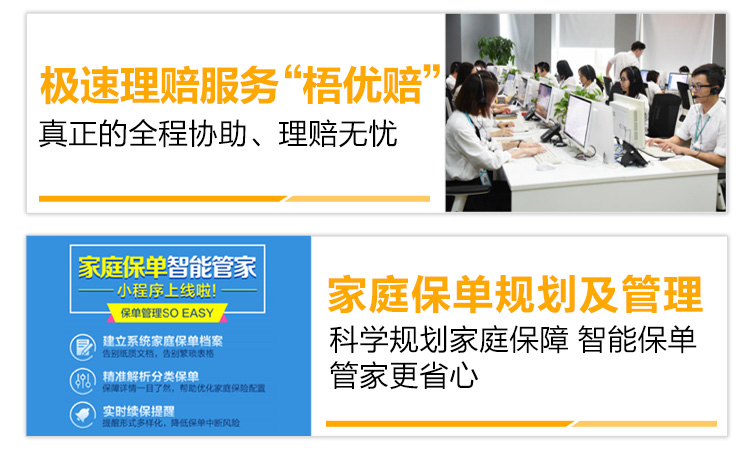 极速理赔服务“梧优赔”
真正的全程协助、理赔无忧
家庭保单智能管家
小程序上线啦!
保单管理SO EASY
建立系统家庭保单档案
告别纸质文档，告别繁琐表格
精准解析分类保单
保障详情一目了然，帮助优化家庭保险配置
实时续保提醒
提醒形式多样化，降低保单中断风险
家庭保单规划及管理
科学规划家庭保障 智能保单
管家更省心